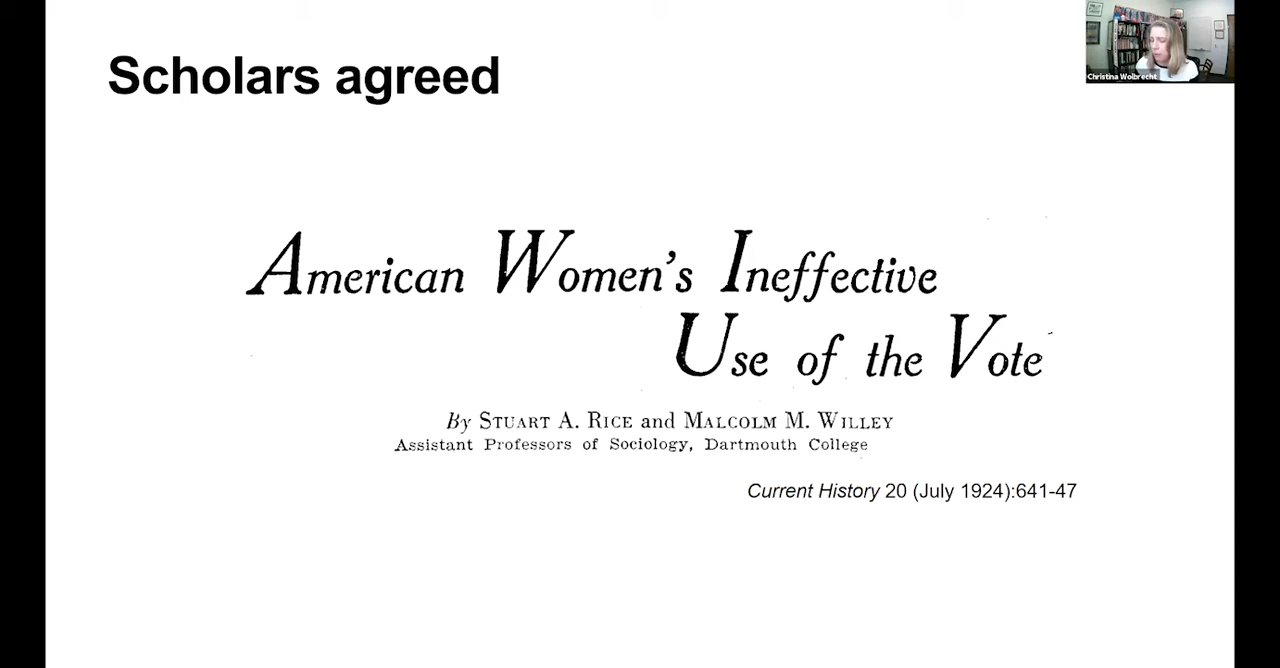 Scholars agreed
Christina Wolbrecht
American Women's Ineffective
Use of the Vote
By STUART A. RICE and MALCOLM M. WILLEY
Assistant Professors of Sociology, Dartmouth College
Current History 20 (July 1924):641-47